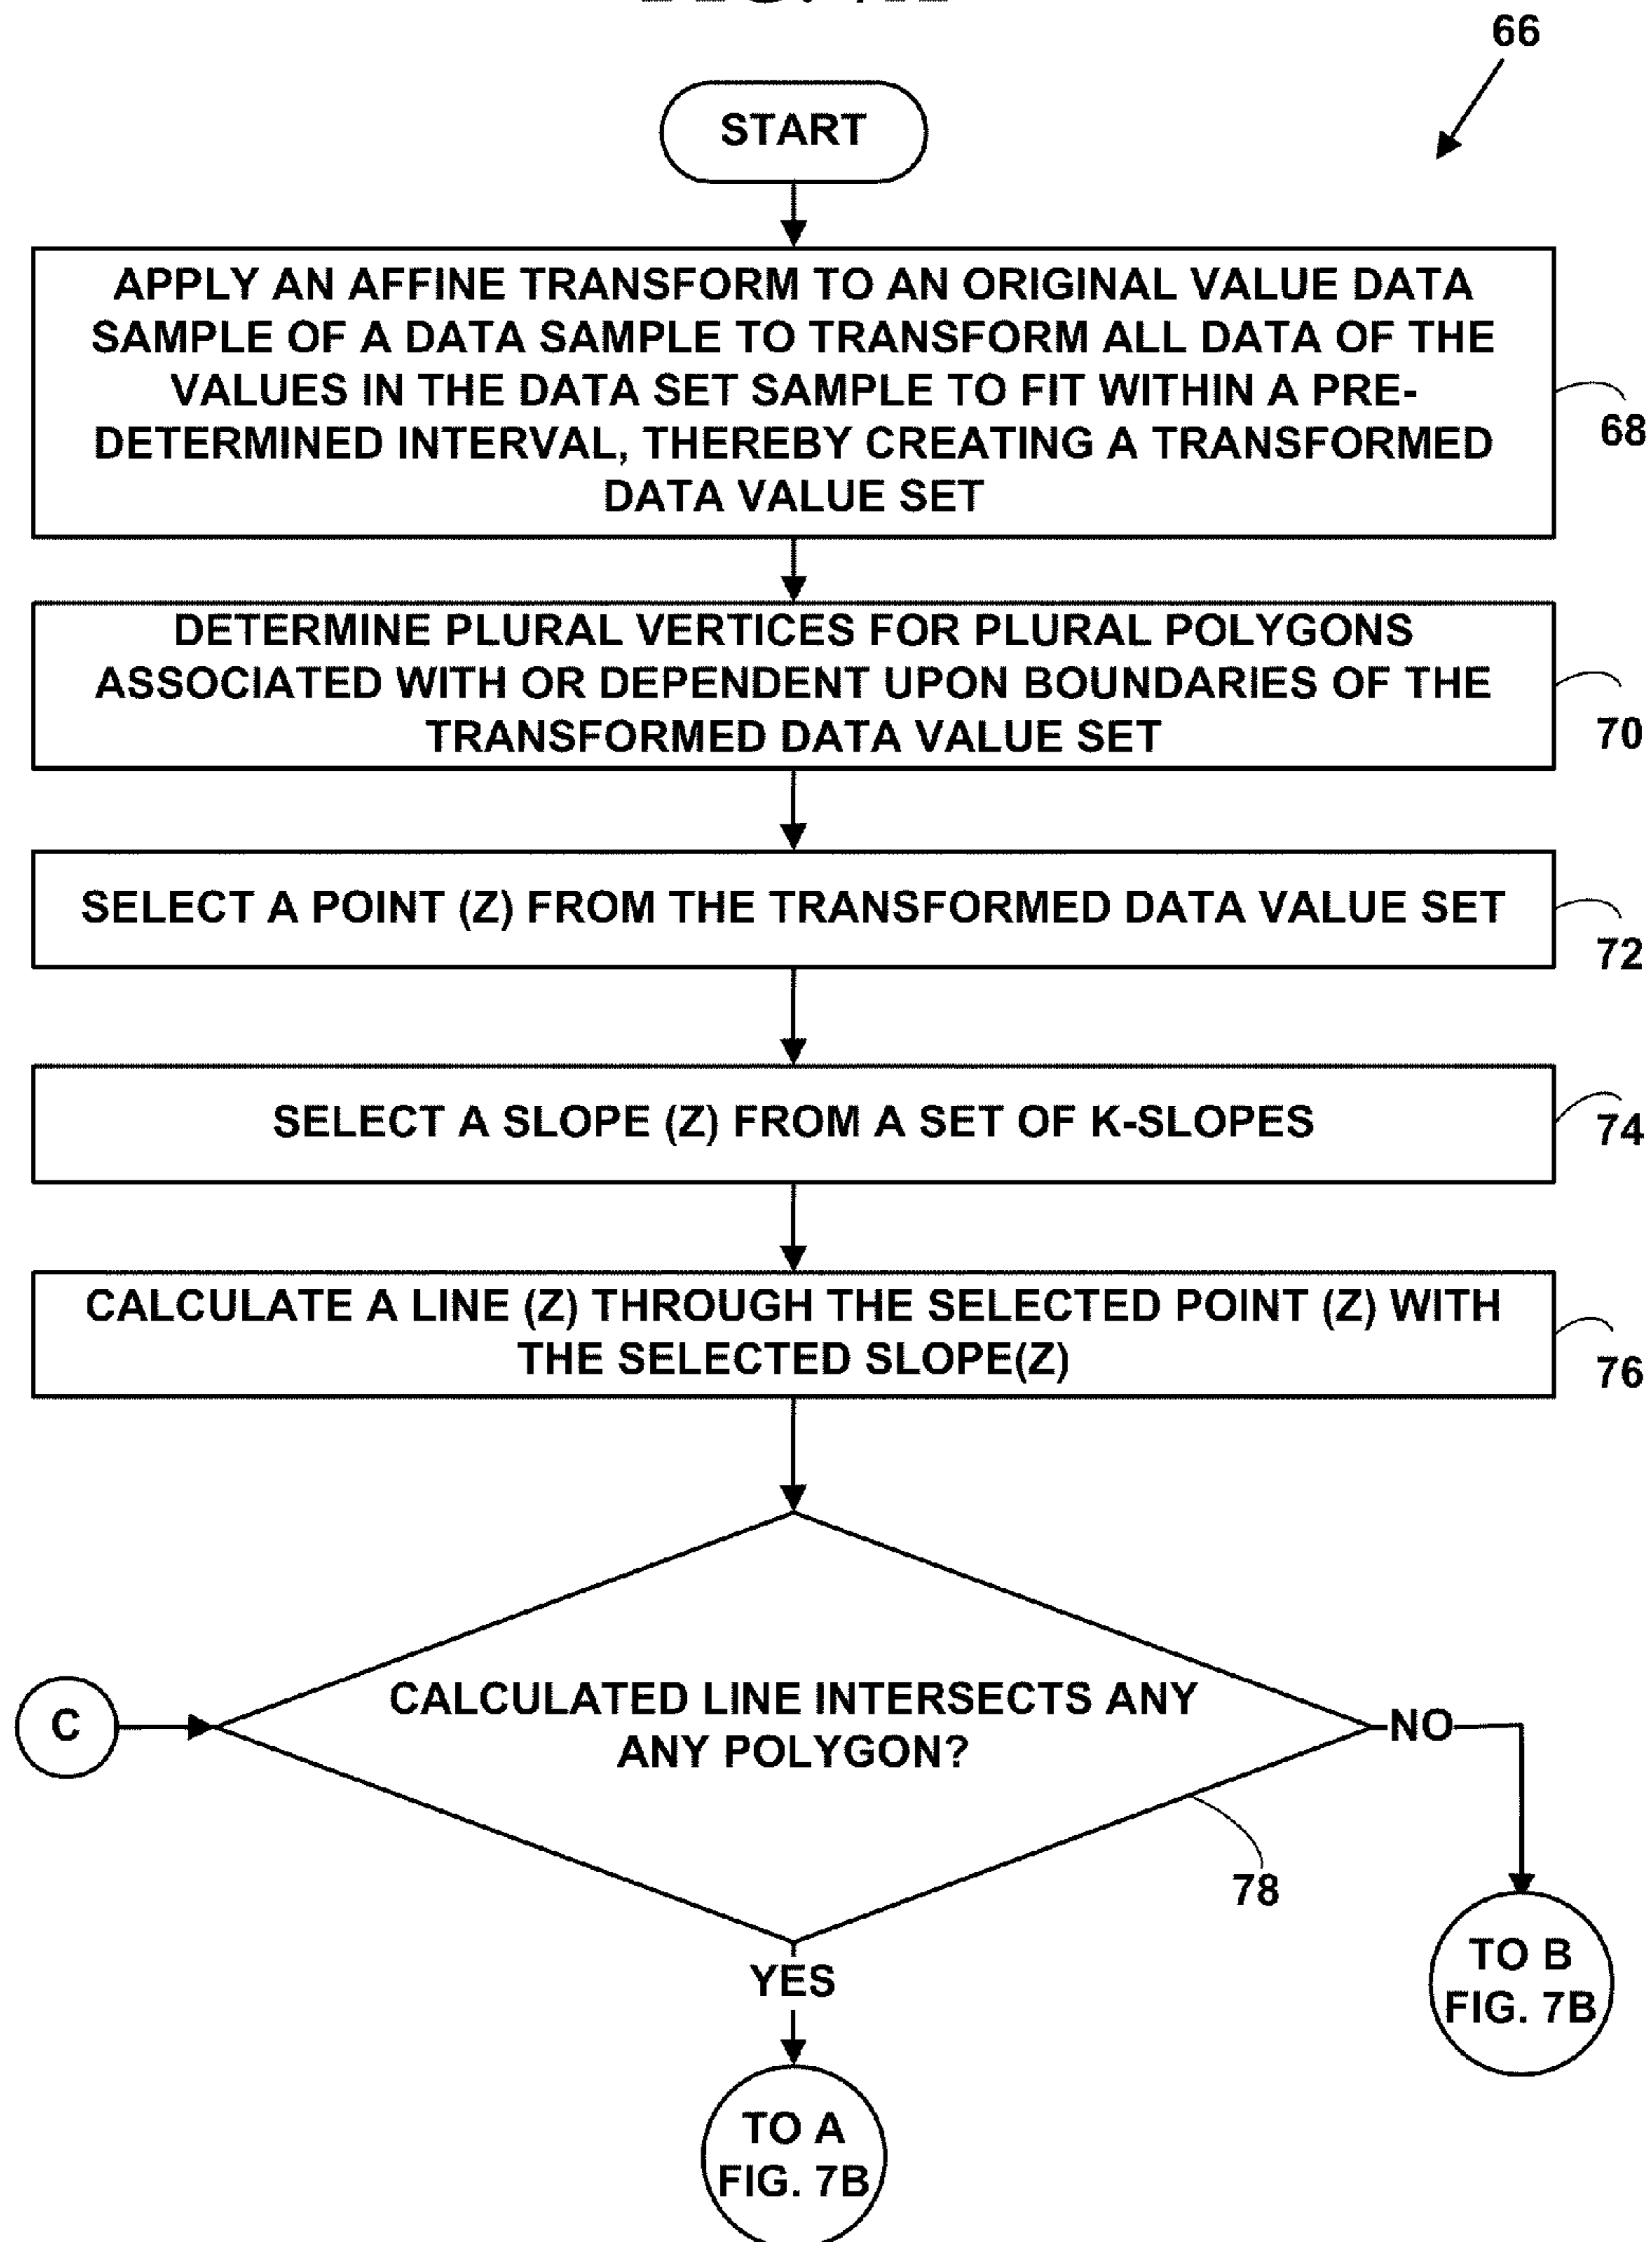 66
START
APPLY AN AFFINE TRANSFORM TO AN ORIGINAL VALUE DATA
SAMPLE OF A DATA SAMPLE TO TRANSFORM ALL DATA OF THE
VALUES IN THE DATA SET SAMPLE TO FIT WITHIN A PRE-
DETERMINED INTERVAL, THEREBY CREATING A TRANSFORMED
DATA VALUE SET
68
DETERMINE PLURAL VERTICES FOR PLURAL POLYGONS
ASSOCIATED WITH OR DEPENDENT UPON BOUNDARIES OF THE
TRANSFORMED DATA VALUE SET
70
SELECT A POINT (Z) FROM THE TRANSFORMED DATA VALUE SET
72
SELECT A SLOPE (Z) FROM A SET OF K-SLOPES
74
CALCULATE A LINE (Z) THROUGH THE SELECTED POINT (Z) WITH
THE SELECTED SLOPE(Z)
76
C
CALCULATED LINE INTERSECTS ANY
ANY POLYGON?
NO
78
YES
TO B
FIG. 7B
TO A
FIG. 7B